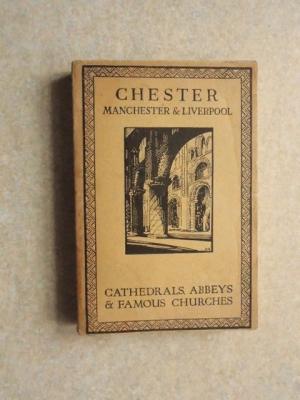 CHESTER
MANCHESTER & LIVERPOOL
CATHEDRALS, ABBEYS
& FAMOUS CHURCHES